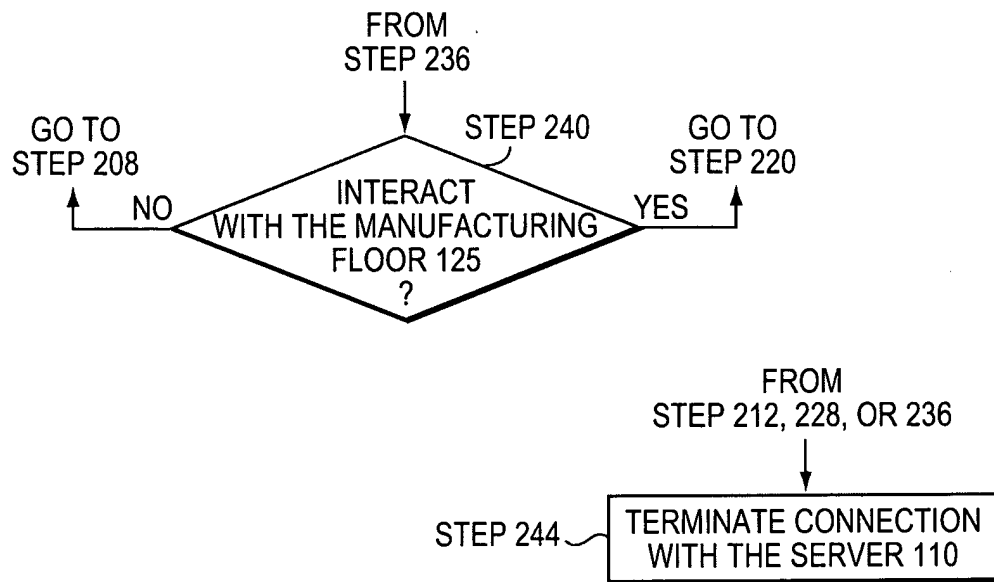 FROM
STEP 236
GO TO
STEP 208
STEP 240
GO TO
STEP 220
NO
INTERACT
WITH THE MANUFACTURING
FLOOR 125
?
YES
FROM
STEP 212, 228, OR 236
STEP 244
TERMINATE CONNECTION
WITH THE SERVER 110